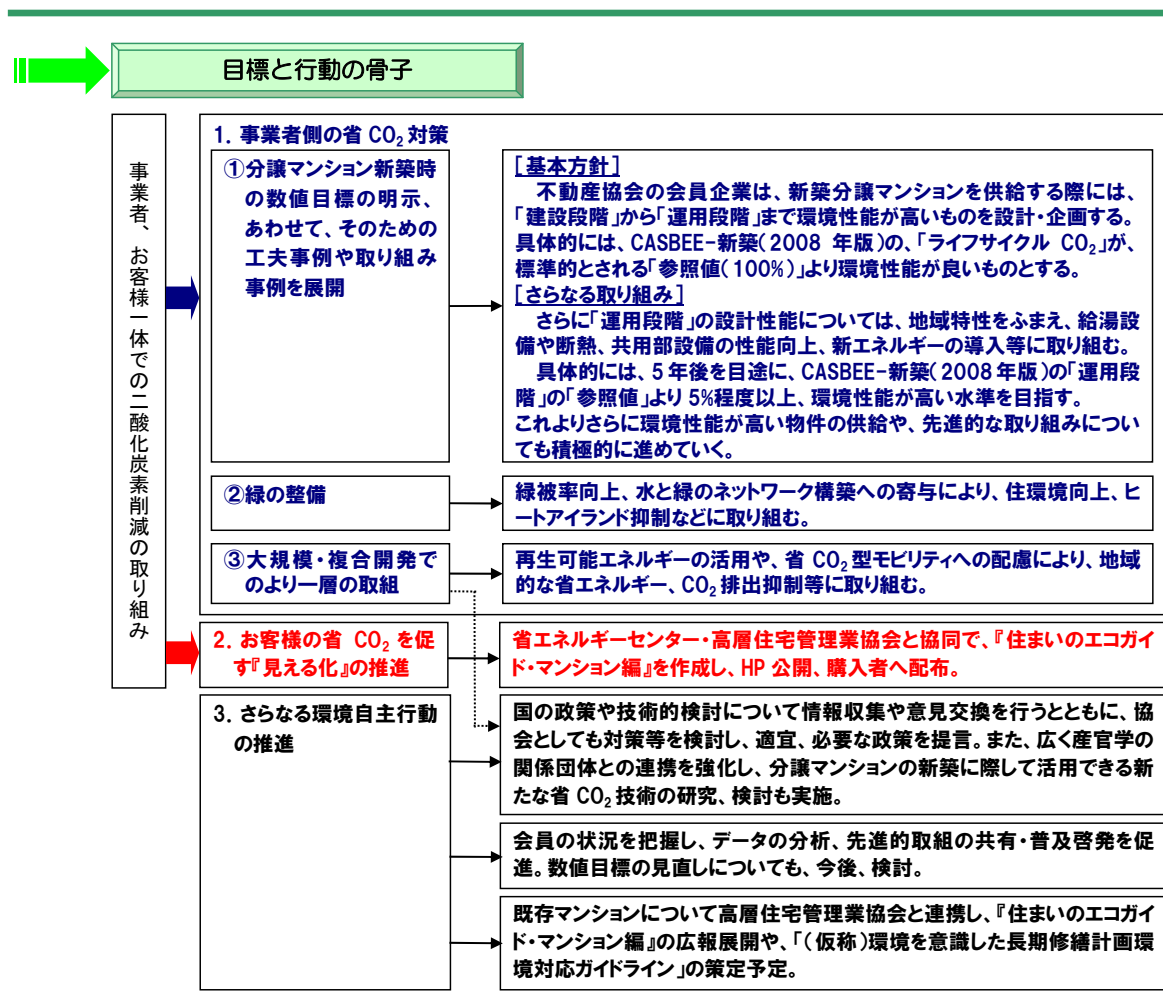 目標と行動の骨子
事業者、お客様一体での二酸化炭素削減の取り組み
1. 事業者側の省 CO₂ 対策
①分譲マンション新築時
の数値目標の明示、
あわせて、そのための
工夫事例や取り組み
事例を展開
［基本方針］
不動産協会の会員企業は、新築分譲マンションを供給する際には、
「建設段階」から「運用段階」まで環境性能が高いものを設計・企画する。
具体的には、CASBEE-新築（2008 年版）の、「ライフサイクル CO₂」が、
標準的とされる「参照値（100%）」より環境性能が良いものとする。
［さらなる取り組み］
さらに「運用段階」の設計性能については、地域特性をふまえ、給湯設
備や断熱、共用部設備の性能向上、新エネルギーの導入等に取り組む。
具体的には、5 年後を目途に、CASBEE-新築（2008 年版）の「運用段
階」の「参照値」より 5%程度以上、環境性能が高い水準を目指す。
これよりさらに環境性能が高い物件の供給や、先進的な取り組みについ
ても積極的に進めていく。
②緑の整備
緑被率向上、水と緑のネットワーク構築への寄与により、住環境向上、ヒ
ートアイランド抑制などに取り組む。
③大規模・複合開発で
のより一層の取組
再生可能エネルギーの活用や、省 CO₂ 型モビリティへの配慮により、地域
的な省エネルギー、CO₂ 排出抑制等に取り組む。
2. お客様の省 CO₂ を促
す『見える化』の推進
省エネルギーセンター・高層住宅管理業協会と協同で、『住まいのエコガイ
ド・マンション編』を作成し、HP 公開、購入者へ配布。
3. さらなる環境自主行動
の推進
国の政策や技術的検討について情報収集や意見交換を行うとともに、協
会としても対策等を検討し、適宜、必要な政策を提言。また、広く産官学の
関係団体との連携を強化し、分譲マンションの新築に際して活用できる新
たな省 CO₂ 技術の研究、検討も実施。
会員の状況を把握し、データの分析、先進的取組の共有・普及啓発を促
進。数値目標の見直しについても、今後、検討。
既存マンションについて高層住宅管理業協会と連携し、『住まいのエコガイ
ド・マンション編』の広報展開や、「（仮称）環境を意識した長期修繕計画環
境対応ガイドライン」の策定予定。